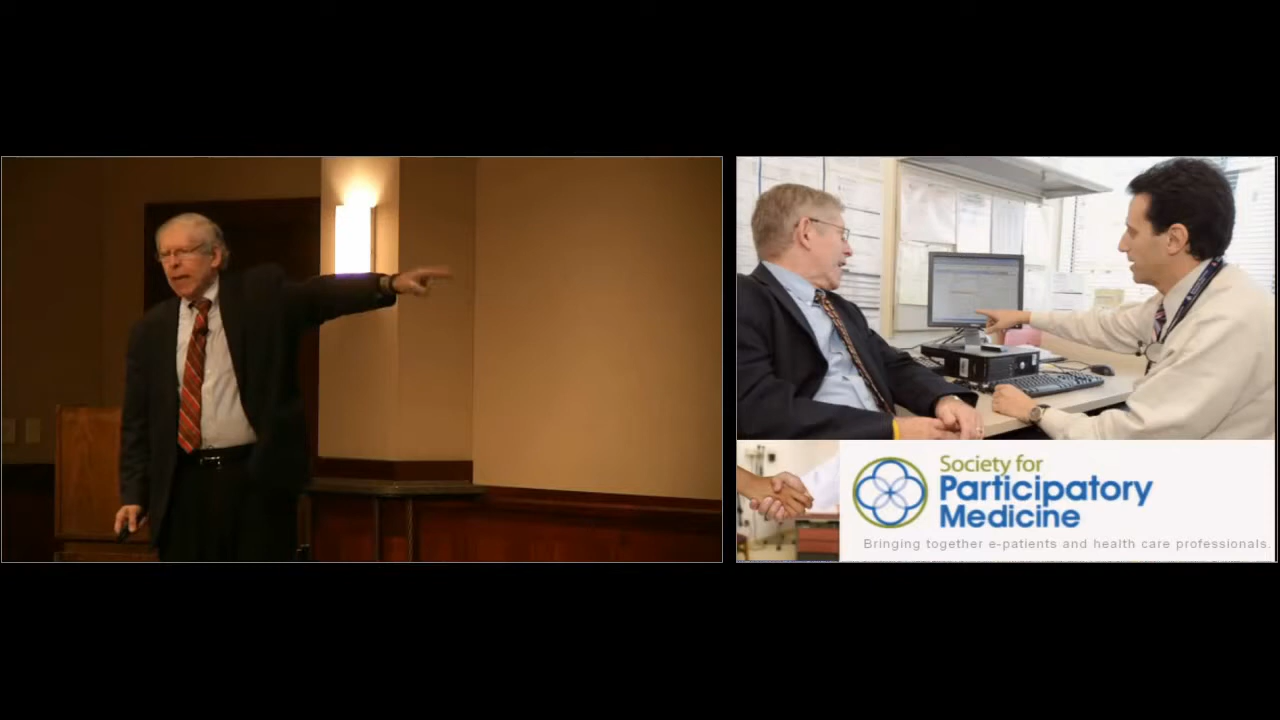 Society for
Participatory
Medicine
Bringing together e-patients and health care professionals.